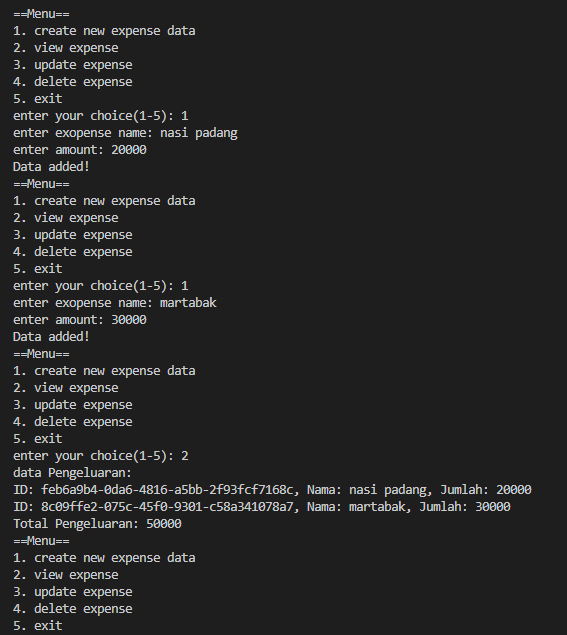 ==Menu==
1. create new expense data
2. view expense
3. update expense
4. delete expense
5. exit
enter your choice(1-5): 1
enter exopense name: nasi padang
enter amount: 20000
Data added!
==Menu==
1. create new expense data
2. view expense
3. update expense
4. delete expense
5. exit
enter your choice(1-5): 1
enter exopense name: martabak
enter amount: 30000
Data added!
==Menu==
1. create new expense data
2. view expense
3. update expense
4. delete expense
5. exit
enter your choice(1-5): 2
data Pengeluaran:
ID: feb6a9b4-0da6-4816-a5bb-2f93fcf7168c, Nama: nasi padang, Jumlah: 20000
ID: 8c09ffe2-075c-45f0-9301-c58a341078a7, Nama: martabak, Jumlah: 30000
Total Pengeluaran: 50000
==Menu==
1. create new expense data
2. view expense
3. update expense
4. delete expense
5. exit